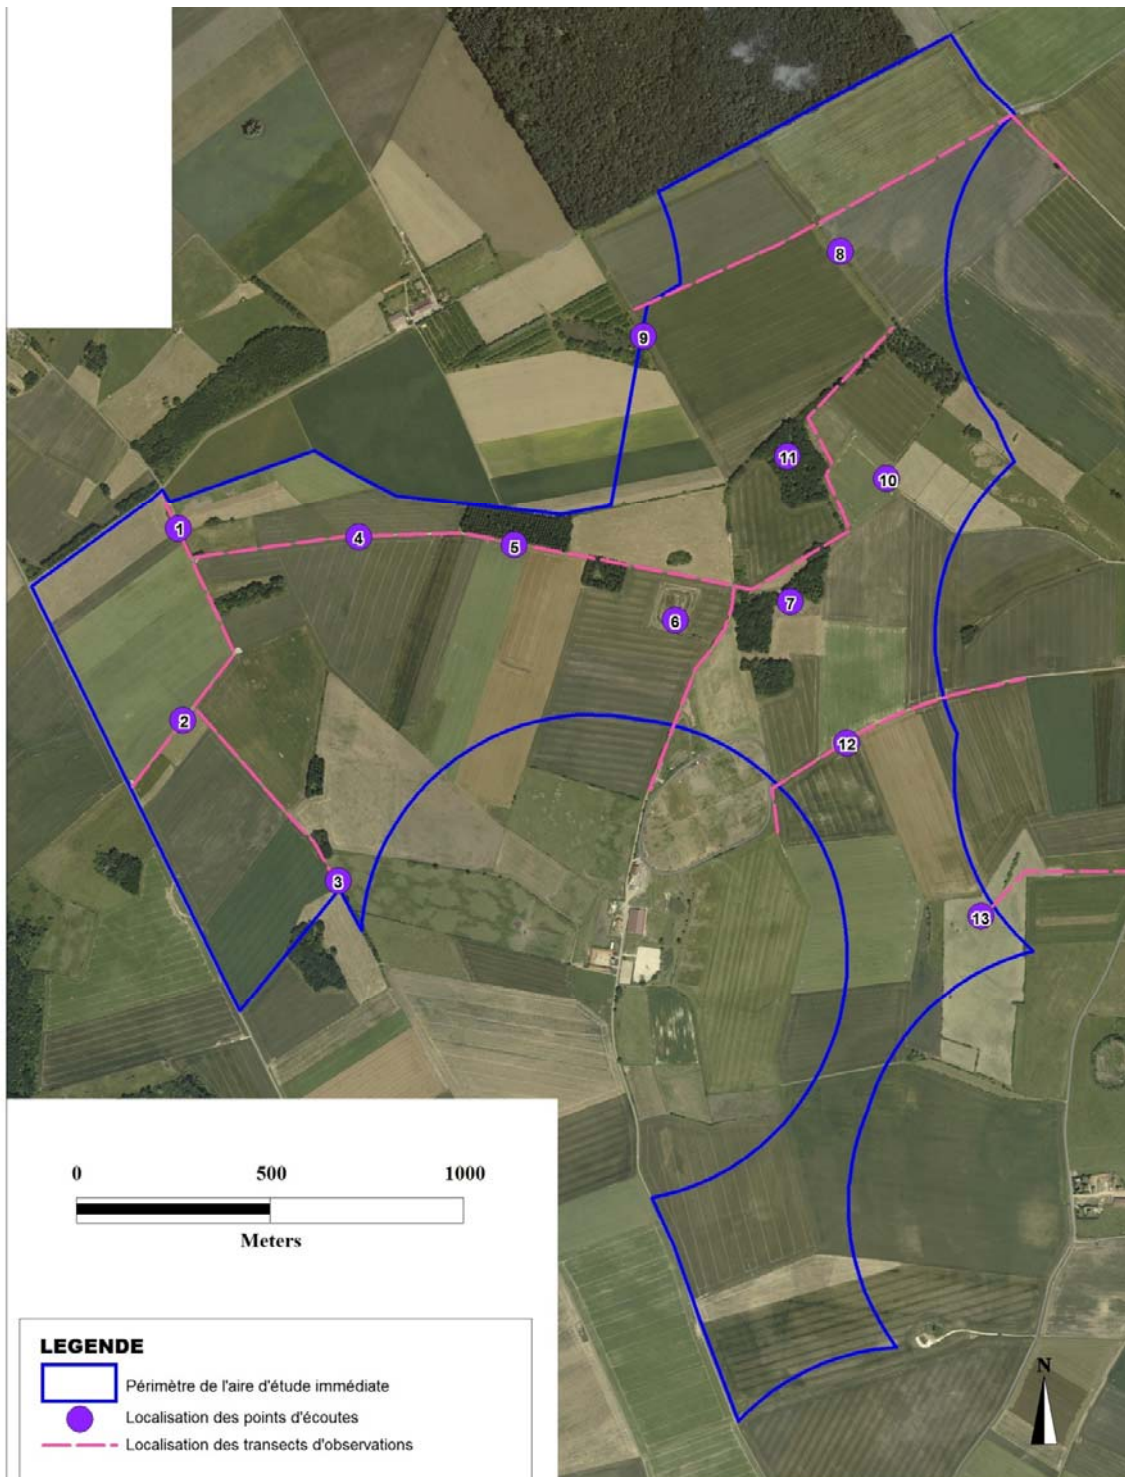 8
9
11
10
1
4
5
7
6
2
12
3
13
0 500 1000
Meters
N
LEGENDE
Périmètre de l'aire d'étude immédiate
Localisation des points d'écoutes
Localisation des transects d'observations